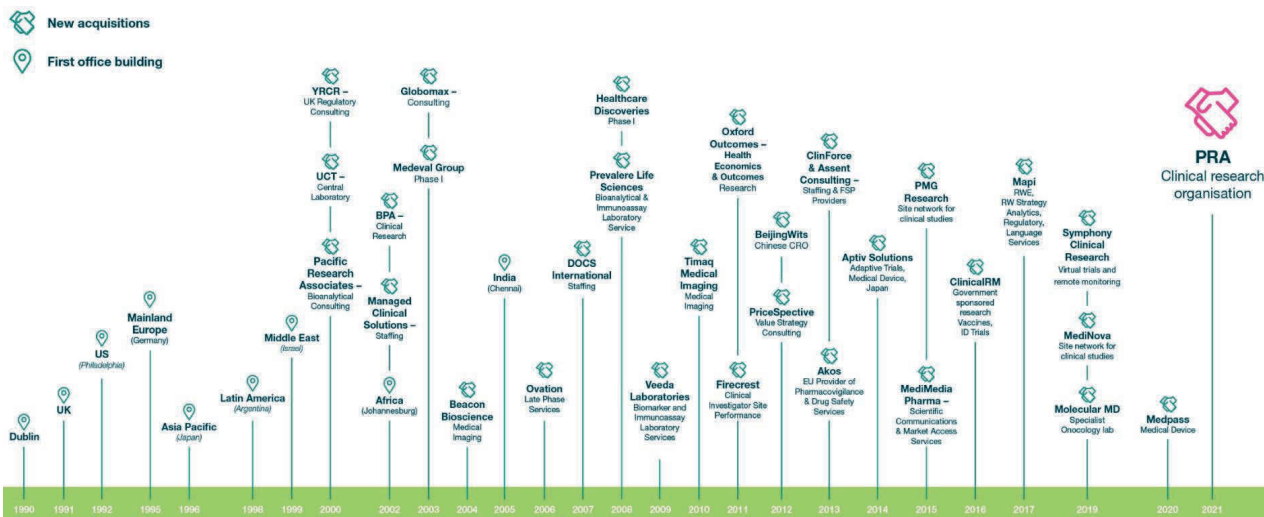 New acquisitions
First office building
Dublin
UK
US
(Philadelphia)
Mainland
Europe
(Germany)
Asia Pacific
(Japan)
Latin America
(Argentina)
Middle East
(Israel)
YRCR –
UK Regulatory
Consulting
UCT –
Central
Laboratory
Pacific
Research
Associates –
Bioanalytical
Consulting
BPA –
Clinical
Research
Managed
Clinical
Solutions –
Staffing
Africa
(Johannesburg)
Globomax –
Consulting
Medeval Group
Phase I
Beacon
Bioscience
Medical
Imaging
India
(Chennai)
Ovation
Late Phase
Services
DOCS
International
Staffing
Healthcare
Discoveries
Phase I
Prevalere Life
Sciences
Bioanalytical &
Immunoassay
Laboratory
Service
Veeda
Laboratories
Biomarker and
Immuncassay
Laboratory
Services
Timaq
Medical
Imaging
Medical
Imaging
Oxford
Outcomes –
Health
Economics
& Outcomes
Research
Firecrest
Clinical
Investigator Site
Performance
BeijingWits
Chinese CRO
PriceSpective
Value Strategy
Consulting
ClinForce
& Assent
Consulting –
Staffing & FSP
Providers
Akos
EU Provider of
Pharmacovigilance
& Drug Safety
Services
Aptiv Solutions
Adaptive Trials,
Medical Device,
Japan
PMG
Research
Site network for
clinical studies
MediMedia
Pharma –
Scientific
Communications
& Market Access
Services
ClinicalRM
Government
sponsored
research
Vaccines,
ID Trials
Mapi
RWE,
RW Strategy
Analytics,
Regulatory,
Language
Services
Symphony
Clinical
Research
Virtual trials and
remote monitoring
MediNova
Site network for
clinical studies
Molecular MD
Specialist
Onocology lab
Medpass
Medical Device
PRA
Clinical research
organisation
1990 1991 1992 1995 1996 1998 1999 2000 2002 2003 2004 2005 2006 2007 2008 2009 2010 2011 2012 2013 2014 2015 2016 2017 2019 2020 2021